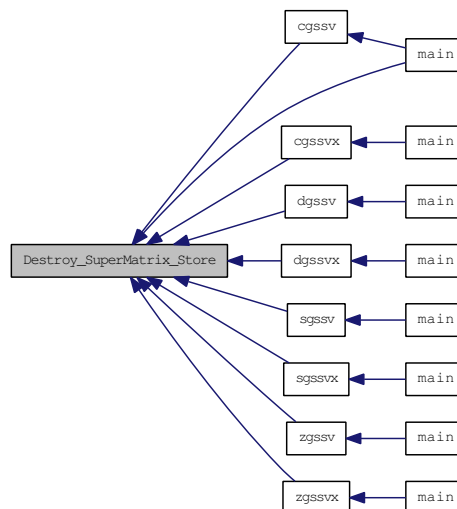 cgssv
main
cgssvx
main
dgssv
main
Destroy_SuperMatrix_Store
dgssvx
main
sgssv
main
sgssvx
main
zgssv
main
zgssvx
main